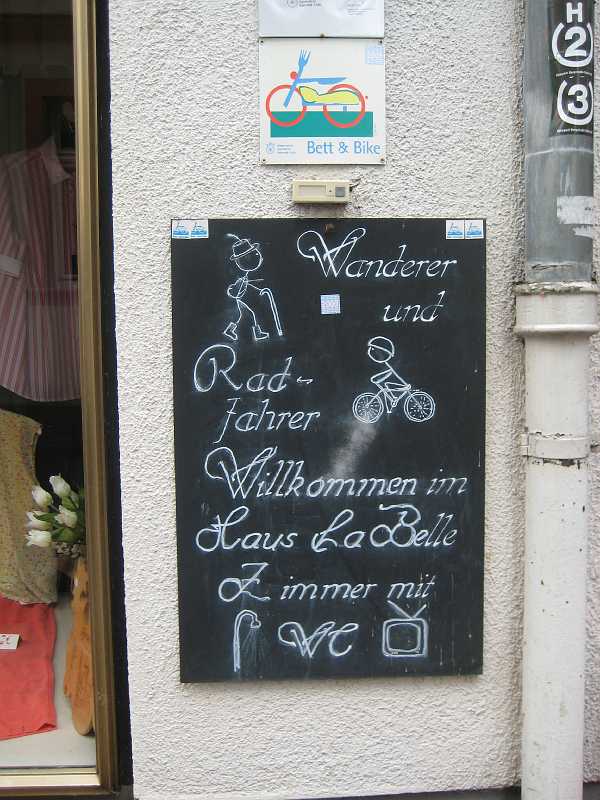 Bett & Bike
Wanderer
und
Rad-
fahrer
Willkommen im
Haus La Belle
Zimmer mit
WC
H
2
3